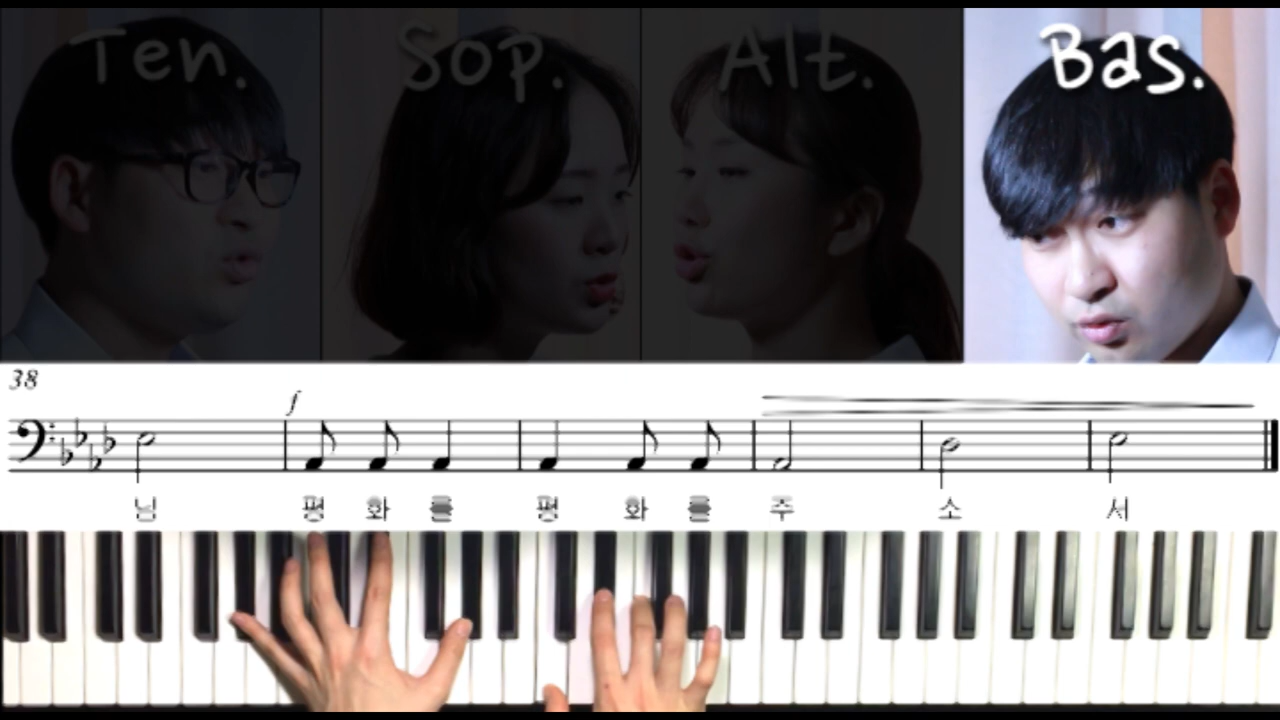 Ten. Sop. Alt. Bas.
38
f
님 평 화 를 평 화 를 주 소 서